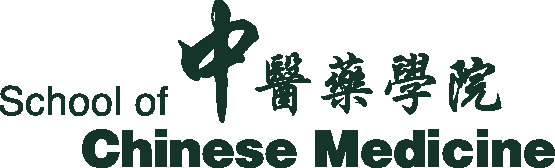 School of 中醫藥學院
Chinese Medicine